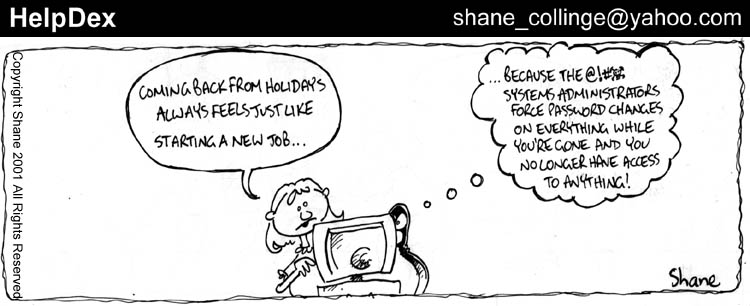 HelpDex
shane_collinge@yahoo.com
Copyright Shane 2001 All Rights Reserved
COMING BACK FROM HOLIDAYS
ALWAYS FEELS JUST LIKE
STARTING A NEW JOB...
...BECAUSE THE @!#%
SYSTEMS ADMINISTRATORS
FORCE PASSWORD CHANGES
ON EVERYTHING WHILE
YOU'RE GONE AND YOU
NO LONGER HAVE ACCESS
TO ANYTHING!
Shane